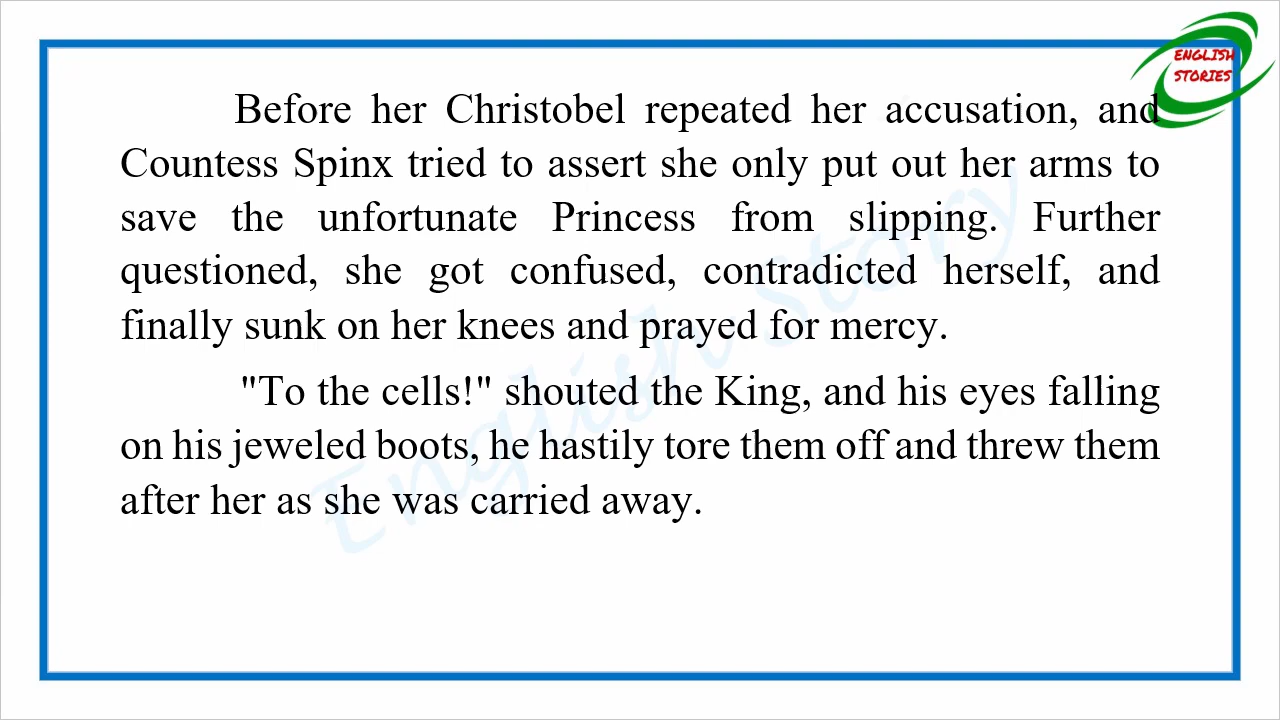 ENGLISH
STORIES
Before her Christobel repeated her accusation, and
Countess Spinx tried to assert she only put out her arms to
save the unfortunate Princess from slipping. Further
questioned, she got confused, contradicted herself, and
finally sunk on her knees and prayed for mercy.
"To the cells!" shouted the King, and his eyes falling
on his jeweled boots, he hastily tore them off and threw them
after her as she was carried away.
English Story